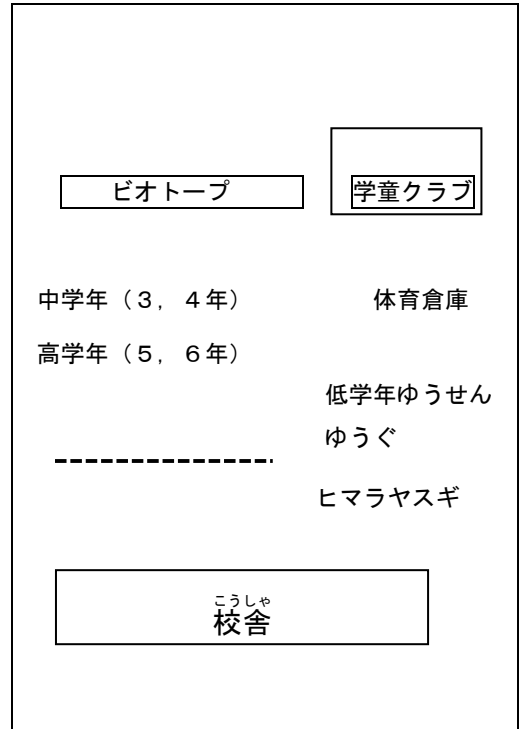 ビオトープ
学童クラブ
中学年（３，４年）
体育倉庫
高学年（５，６年）
低学年ゆうせん
ゆうぐ
ヒマラヤスギ
こうしゃ
校舎